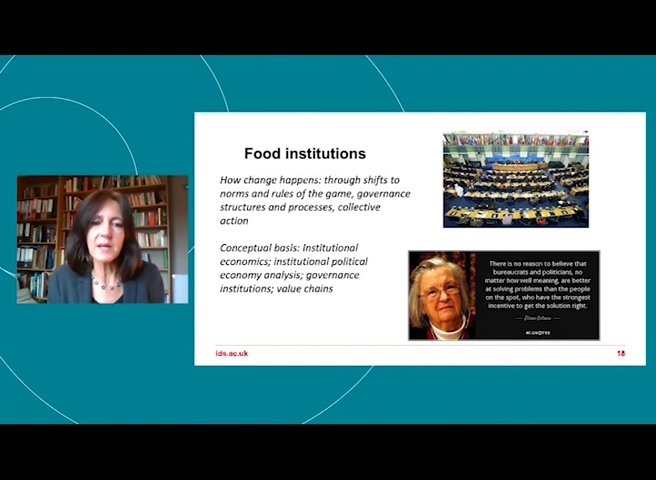 Food institutions
How change happens: through shifts to
norms and rules of the game, governance
structures and processes, collective
action
Conceptual basis: Institutional
economics; institutional political
economy analysis; governance
institutions; value chains
There is no reason to believe that
bureaucrats and politicians, no
matter how well meaning, are better
at solving problems than the people
on the spot, who have the strongest
incentive to get the solution right.
Elinor Ostrom
AZ QUOTES
ids.ac.uk
18